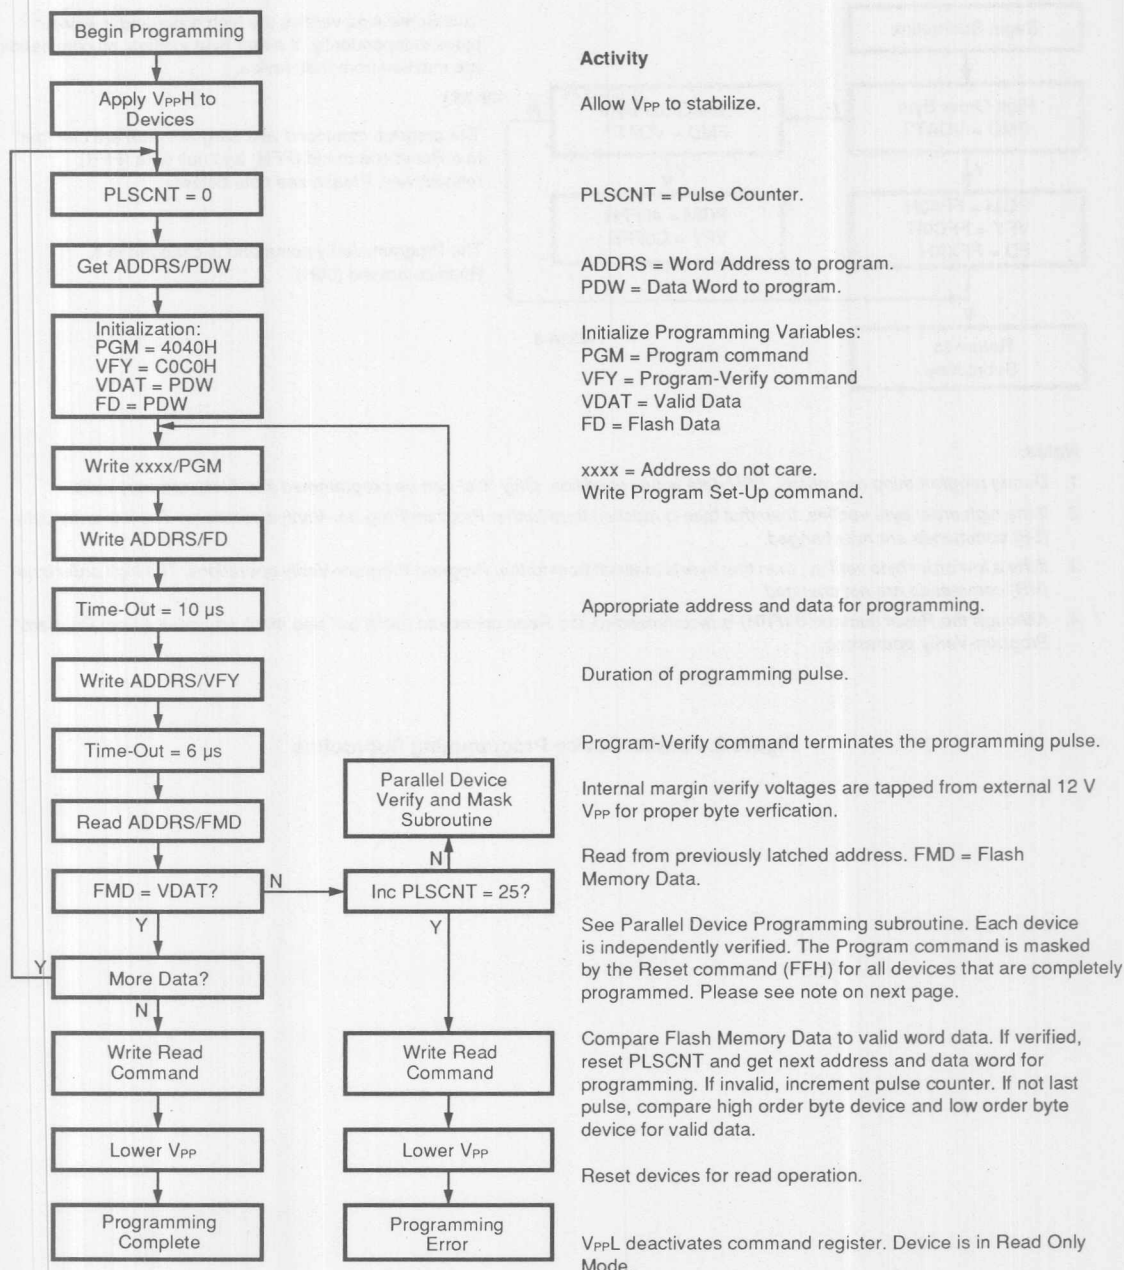 Begin Programming
Apply VPPH to
Devices
PLSCNT = 0
Get ADDRS/PDW
Initialization:
PGM = 4040H
VFY = C0C0H
VDAT = PDW
FD = PDW
Write xxxx/PGM
Write ADDRS/FD
Time-Out = 10 µs
Write ADDRS/VFY
Time-Out = 6 µs
Read ADDRS/FMD
FMD = VDAT?
N
Y
More Data?
Y
N
Write Read
Command
Lower VPP
Programming
Complete
Parallel Device
Verify and Mask
Subroutine
N
Inc PLSCNT = 25?
Y
Write Read
Command
Lower VPP
Programming
Error
Activity
Allow VPP to stabilize.
PLSCNT = Pulse Counter.
ADDRS = Word Address to program.
PDW = Data Word to program.
Initialize Programming Variables:
PGM = Program command
VFY = Program-Verify command
VDAT = Valid Data
FD = Flash Data
xxxx = Address do not care.
Write Program Set-Up command.
Appropriate address and data for programming.
Duration of programming pulse.
Program-Verify command terminates the programming pulse.
Internal margin verify voltages are tapped from external 12 V
VPP for proper byte verfication.
Read from previously latched address. FMD = Flash
Memory Data.
See Parallel Device Programming subroutine. Each device
is independently verified. The Program command is masked
by the Reset command (FFH) for all devices that are completely
programmed. Please see note on next page.
Compare Flash Memory Data to valid word data. If verified,
reset PLSCNT and get next address and data word for
programming. If invalid, increment pulse counter. If not last
pulse, compare high order byte device and low order byte
device for valid data.
Reset devices for read operation.
VPPL deactivates command register. Device is in Read Only
Mode